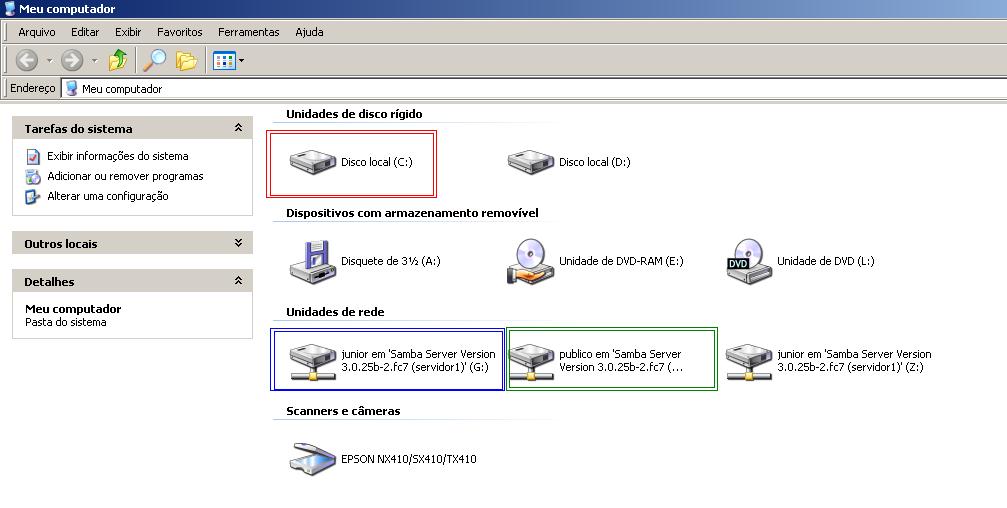 Meu computador
Arquivo Editar Exibir Favoritos Ferramentas Ajuda
Endereço Meu computador
Tarefas do sistema
Exibir informações do sistema
Adicionar ou remover programas
Alterar uma configuração
Outros locais
Detalhes
Meu computador
Pasta do sistema
Unidades de disco rígido
Disco local (C:) Disco local (D:)
Dispositivos com armazenamento removível
Disquete de 3½ (A:) Unidade de DVD-RAM (E:) DVD Unidade de DVD (L:)
Unidades de rede
junior em 'Samba Server Version
3.0.25b-2.fc7 (servidor1)' (G:)
publico em 'Samba Server
Version 3.0.25b-2.fc7 (...
junior em 'Samba Server Version
3.0.25b-2.fc7 (servidor1)' (Z:)
Scanners e câmeras
EPSON NX410/SX410/TX410